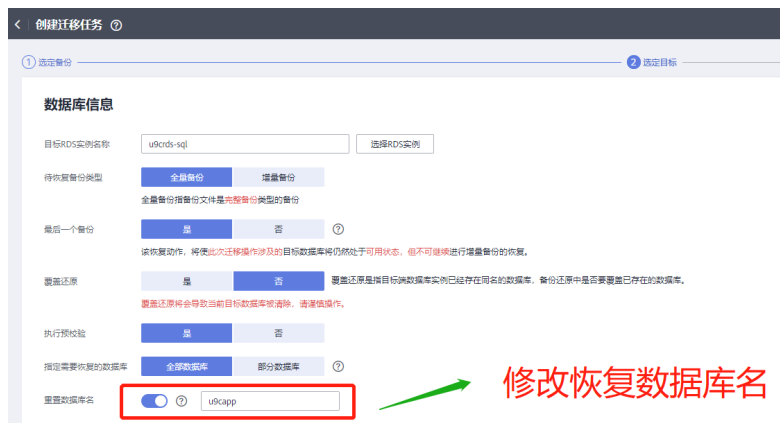 创建迁移任务
1 选定备份
2 选定目标
数据库信息
目标RDS实例名称 u9crds-sql 选择RDS实例
待恢复备份类型 全量备份 增量备份
全量备份指备份文件是完整备份类型的备份
最后一个备份 是 否
该恢复动作，将使此次迁移操作涉及的目标数据库将仍然处于可用状态，但不可继续进行增量备份的恢复。
覆盖还原 是 否 覆盖还原是指目标端数据库实例已经存在同名的数据库，备份还原中是否要覆盖已存在的数据库。
覆盖还原将会导致当前目标数据库被清除，请谨慎操作。
执行预校验 是 否
指定需要恢复的数据库 全部数据库 部分数据库
重置数据库名 u9capp
修改恢复数据库名